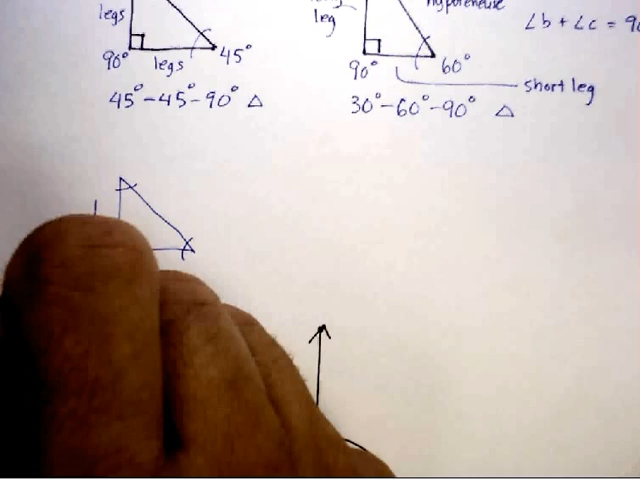 legs
90°
legs
45°
45°-45°-90° △
leg
hypotenuse
90°
60°
short leg
30°-60°-90° △
∠b + ∠c = 9